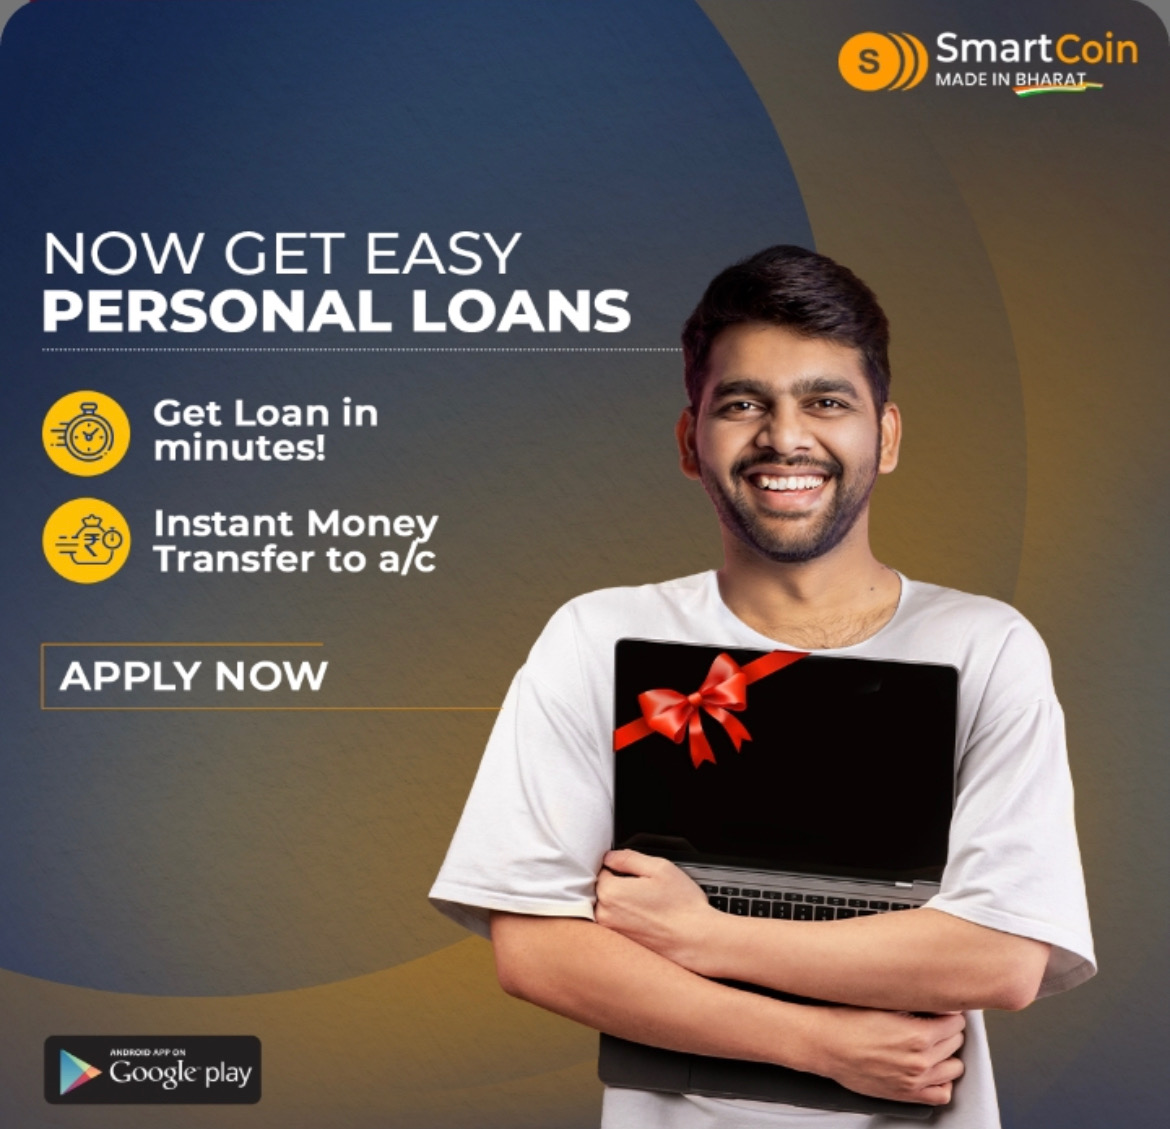 S SmartCoin
MADE IN BHARAT
NOW GET EASY
PERSONAL LOANS
Get Loan in
minutes!
₹
Instant Money
Transfer to a/c
APPLY NOW
ANDROID APP ON
Google play